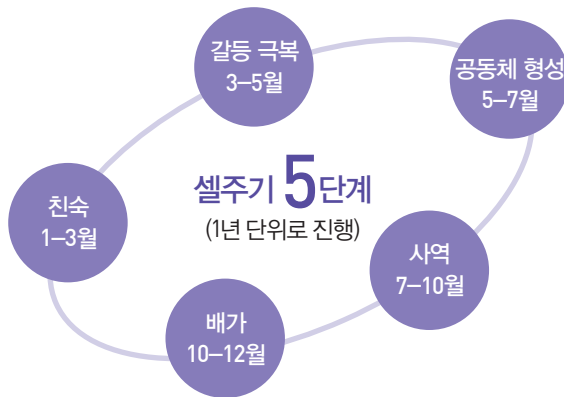 갈등 극복
3–5월
공동체 형성
5–7월
셀주기 5단계
(1년 단위로 진행)
친숙
1–3월
사역
7–10월
배가
10–12월